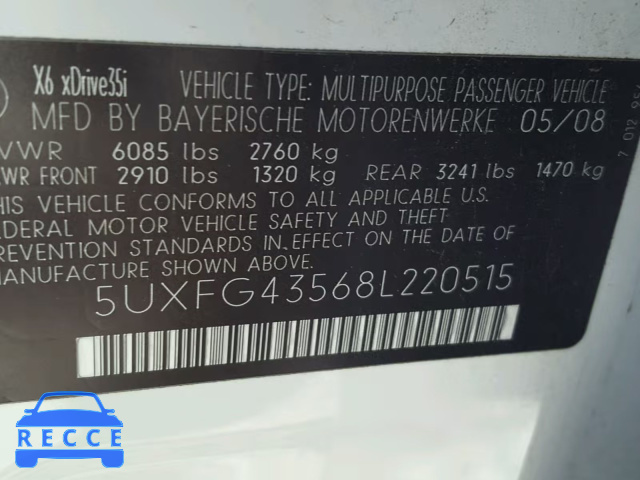 X6 xDrive35i VEHICLE TYPE: MULTIPURPOSE PASSENGER VEHICLE
MFD BY BAYERISCHE MOTORENWERKE 05/08
VWR 6085 lbs 2760 kg
WR FRONT 2910 lbs 1320 kg REAR 3241 lbs 1470 kg
HIS VEHICLE CONFORMS TO ALL APPLICABLE U.S.
EDERAL MOTOR VEHICLE SAFETY AND THEFT
REVENTION STANDARDS IN EFFECT ON THE DATE OF
MANUFACTURE SHOWN ABOVE.
5UXFG43568L220515
RECCE